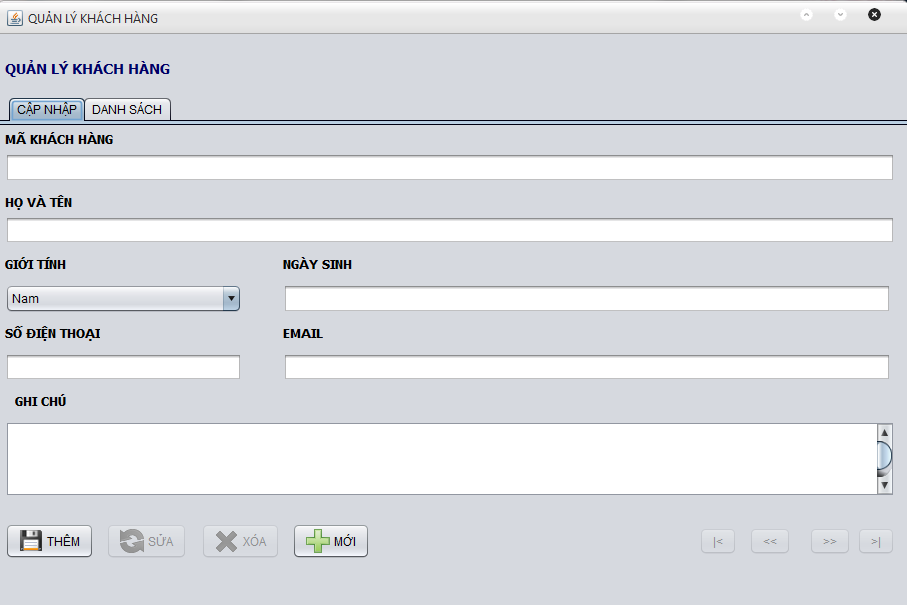 QUẢN LÝ KHÁCH HÀNG
QUẢN LÝ KHÁCH HÀNG
CẬP NHẬP DANH SÁCH
MÃ KHÁCH HÀNG
HỌ VÀ TÊN
GIỚI TÍNH NGÀY SINH
Nam
SỐ ĐIỆN THOẠI EMAIL
GHI CHÚ
THÊM SỬA XÓA MỚI |< << >> >|